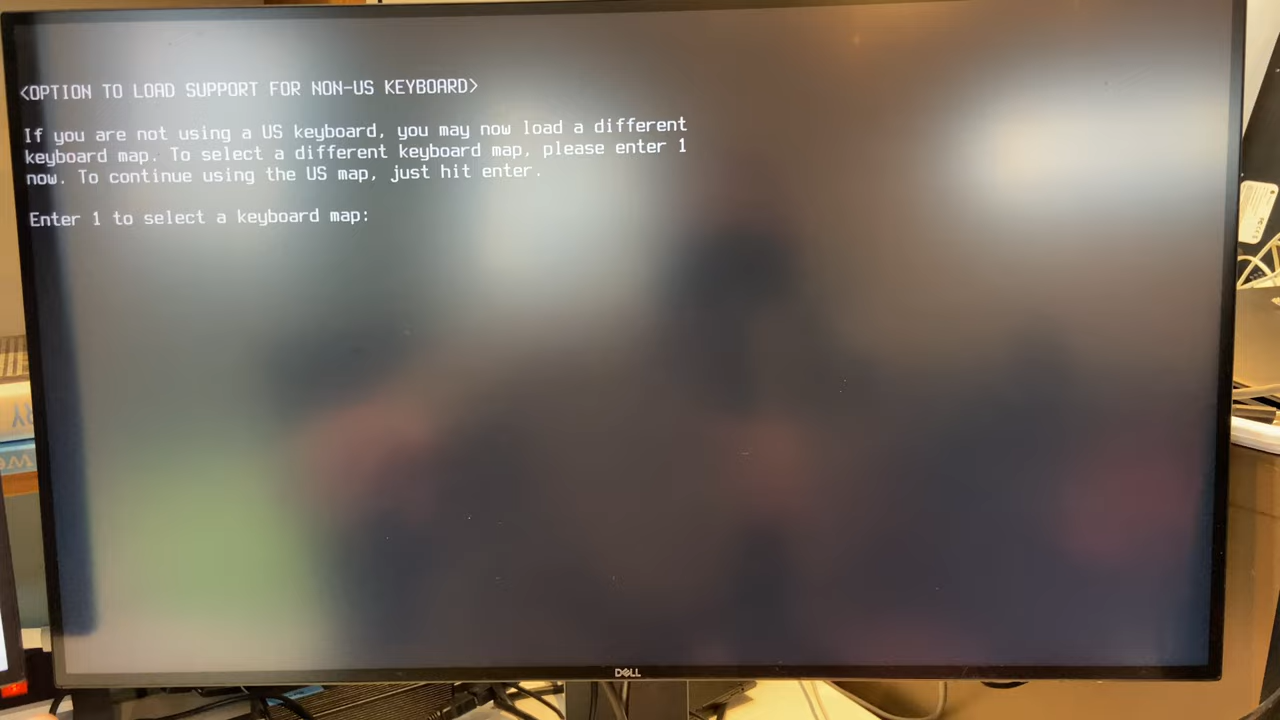 <OPTION TO LOAD SUPPORT FOR NON-US KEYBOARD>
If you are not using a US keyboard, you may now load a different
keyboard map. To select a different keyboard map, please enter 1
now. To continue using the US map, just hit enter.
Enter 1 to select a keyboard map:
DELL